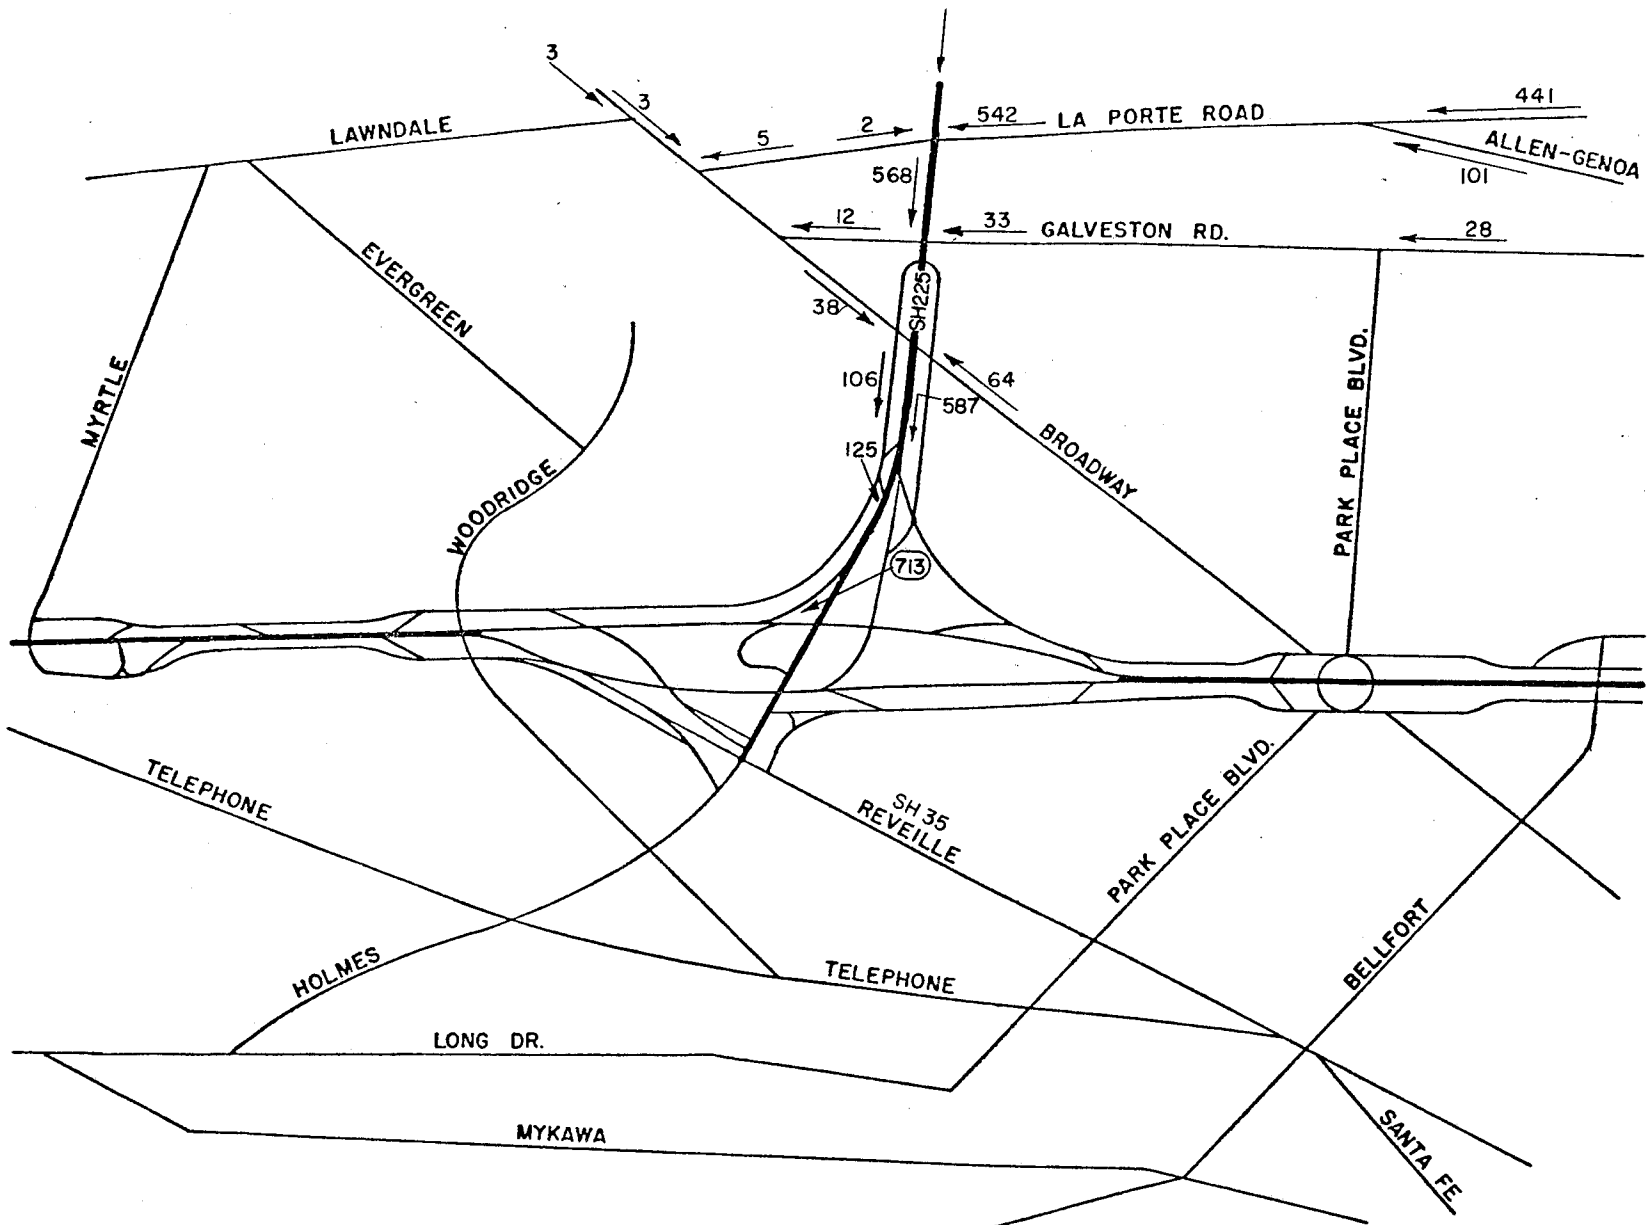 3
3
LAWNDALE
5
2
542
LA PORTE ROAD
441
ALLEN-GENOA
101
568
12
33
GALVESTON RD.
28
EVERGREEN
38
SH225
MYRTLE
106
64
587
PARK PLACE BLVD.
BROADWAY
125
WOODRIDGE
713
TELEPHONE
SH 35
REVEILLE
PARK PLACE BLVD.
BELLFORT
HOLMES
TELEPHONE
LONG DR.
MYKAWA
SANTA FE